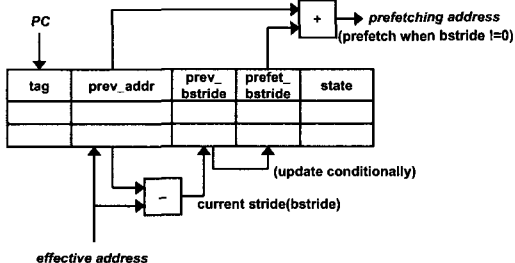 +
prefetching address
(prefetch when bstride !=0)
PC
tag prev_addr prev_ bstride prefet_ bstride state
(update conditionally)
−
current stride(bstride)
effective address